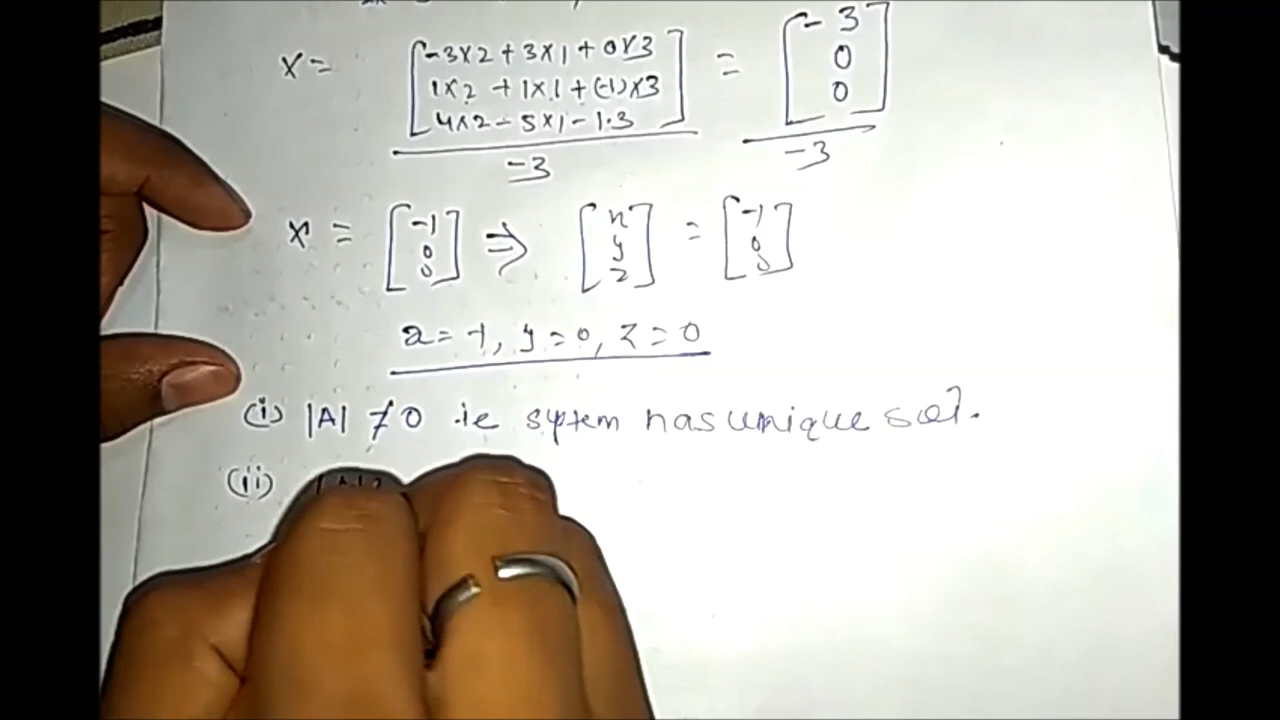 X = [-3×2 + 3×1 + 0×3 = [-3
1×2 + 1×1 + (-1)×3 0
4×2 - 5×1 - 1·3] 0]
-3 -3
X = [-1 0 0] ⇒ [x y z] = [-1 0 0]
x = -1, y = 0, z = 0
(i) |A| ≠ 0 ie system has unique sol.
(ii) |A|